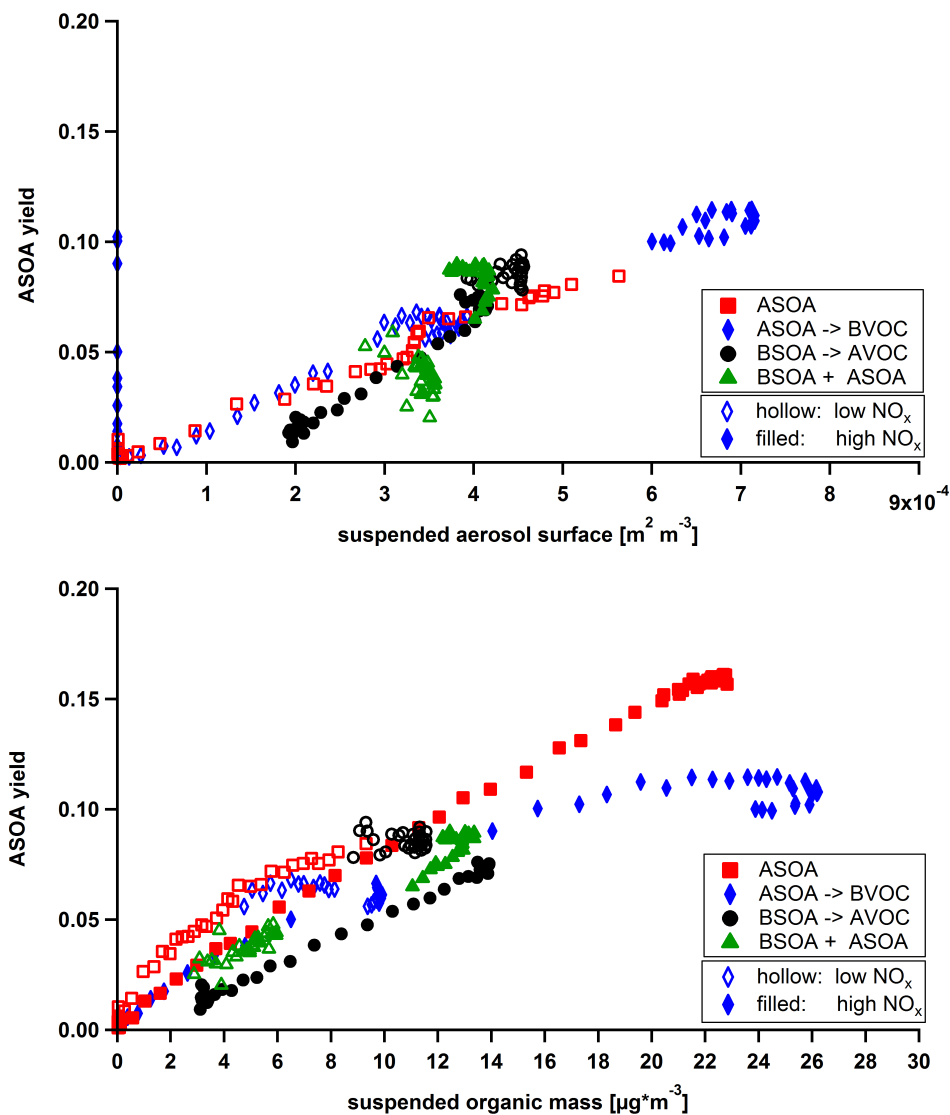 0.20
0.15
0.10
0.05
0.00
ASOA yield
ASOA
ASOA -> BVOC
BSOA -> AVOC
BSOA + ASOA
hollow: low NOₓ
filled: high NOₓ
0 1 2 3 4 5 6 7 8 9x10⁻⁴
suspended aerosol surface [m² m⁻³]
0.20
0.15
0.10
0.05
0.00
ASOA yield
ASOA
ASOA -> BVOC
BSOA -> AVOC
BSOA + ASOA
hollow: low NOₓ
filled: high NOₓ
0 2 4 6 8 10 12 14 16 18 20 22 24 26 28 30
suspended organic mass [µg*m⁻³]